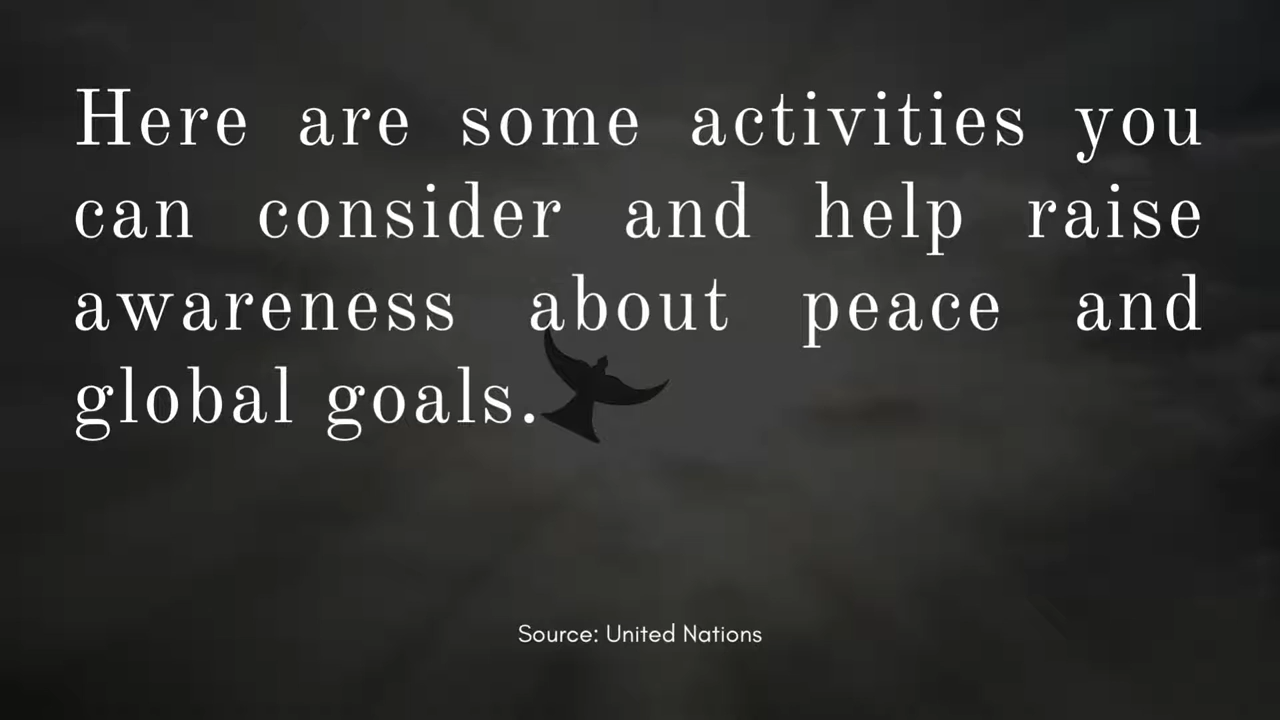 Here are some activities you
can consider and help raise
awareness about peace and
global goals.
Source: United Nations